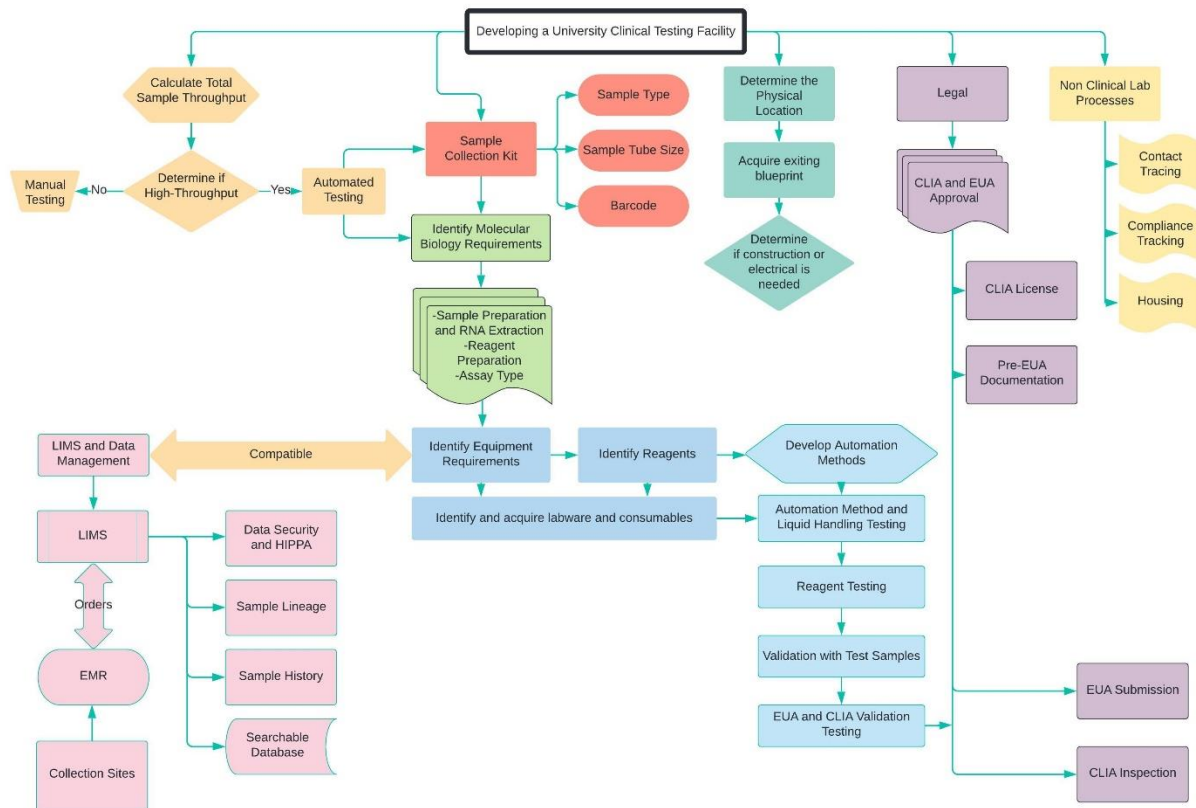 Developing a University Clinical Testing Facility
Calculate Total
Sample Throughput
Determine if
High-Throughput
No
Manual
Testing
Yes
Automated
Testing
Sample
Collection Kit
Sample Type
Sample Tube Size
Barcode
Identify Molecular
Biology Requirements
-Sample Preparation
and RNA Extraction
-Reagent
Preparation
-Assay Type
Determine the
Physical
Location
Acquire exiting
blueprint
Determine
if construction or
electrical is
needed
Legal
CLIA and EUA
Approval
CLIA License
Pre-EUA
Documentation
Non Clinical Lab
Processes
Contact
Tracing
Compliance
Tracking
Housing
LIMS and Data
Management
Compatible
Identify Equipment
Requirements
Identify Reagents
Develop Automation
Methods
Identify and acquire labware and consumables
Automation Method and
Liquid Handling Testing
Reagent Testing
Validation with Test Samples
EUA and CLIA Validation
Testing
EUA Submission
CLIA Inspection
LIMS
Data Security
and HIPPA
Sample Lineage
Sample History
Searchable
Database
Orders
EMR
Collection Sites